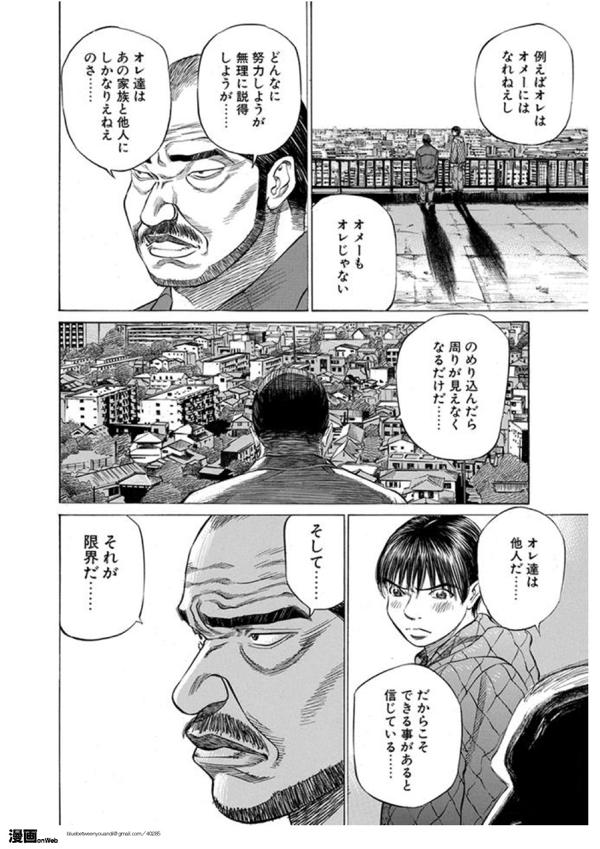 例えばオレは
オメーには
なれねえし
オメーも
オレじゃない
どんなに
努力しようが
無理に説得
しようが……
オレ達は
あの家族と他人に
しかなりえねえ
のさ……
のめり込んだら
周りが見えなく
なるだけだ……
オレ達は
他人だ……
だからこそ
できる事があると
信じている……
そして……
それが
限界だ……
漫画onWeb
bluebetweenyouandi@gmail.com/40285